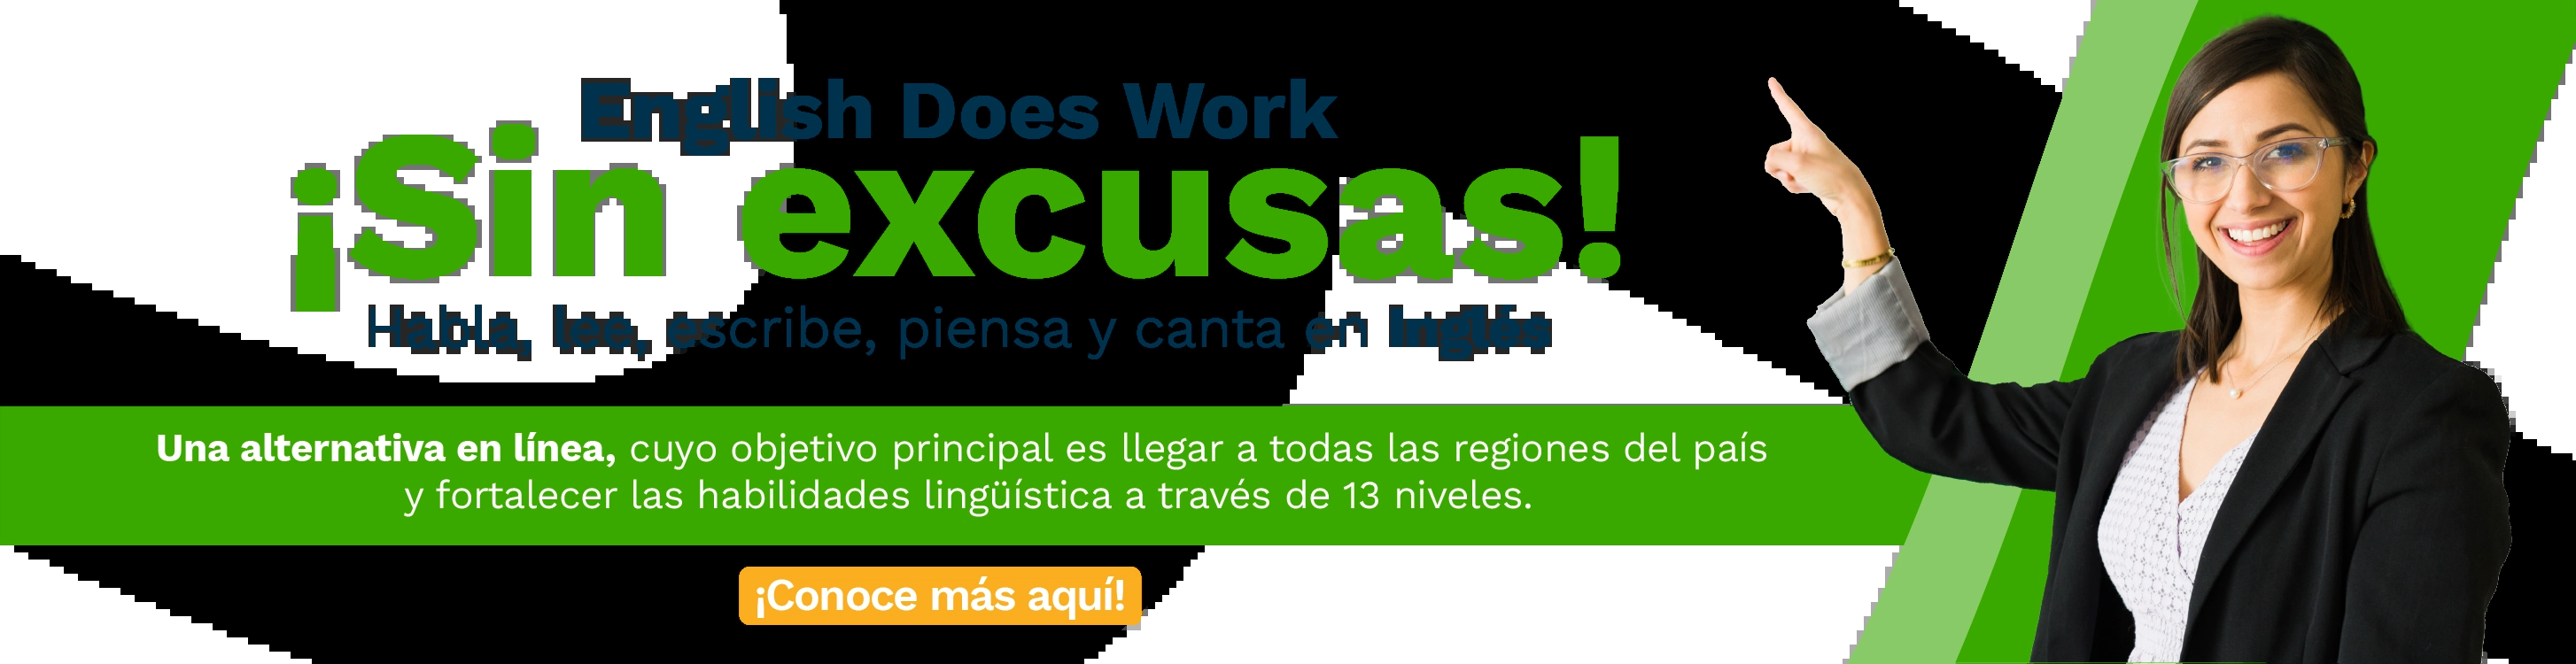 English Does Work
¡Sin excusas!
Habla, lee, escribe, piensa y canta en Inglés
Una alternativa en línea, cuyo objetivo principal es llegar a todas las regiones del país
y fortalecer las habilidades lingüística a través de 13 niveles.
¡Conoce más aquí!